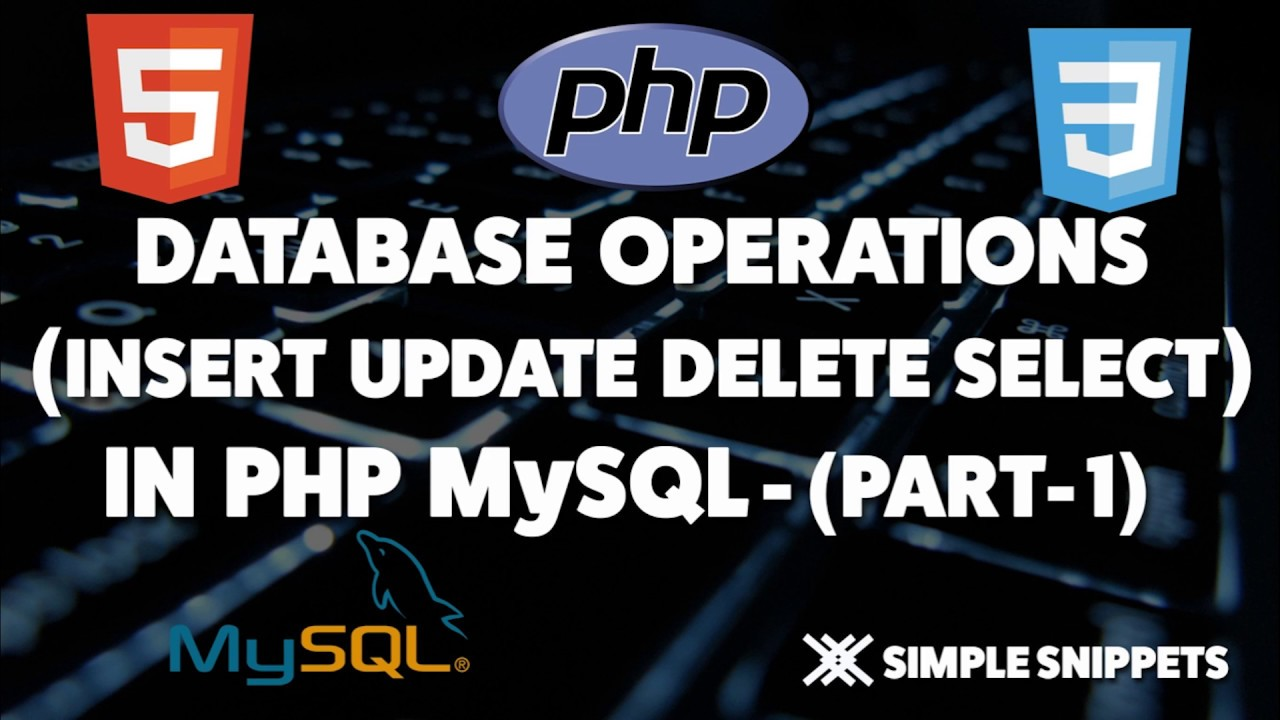 5
php
3
DATABASE OPERATIONS
(INSERT UPDATE DELETE SELECT)
IN PHP MySQL - (PART-1)
MySQL®
SIMPLE SNIPPETS